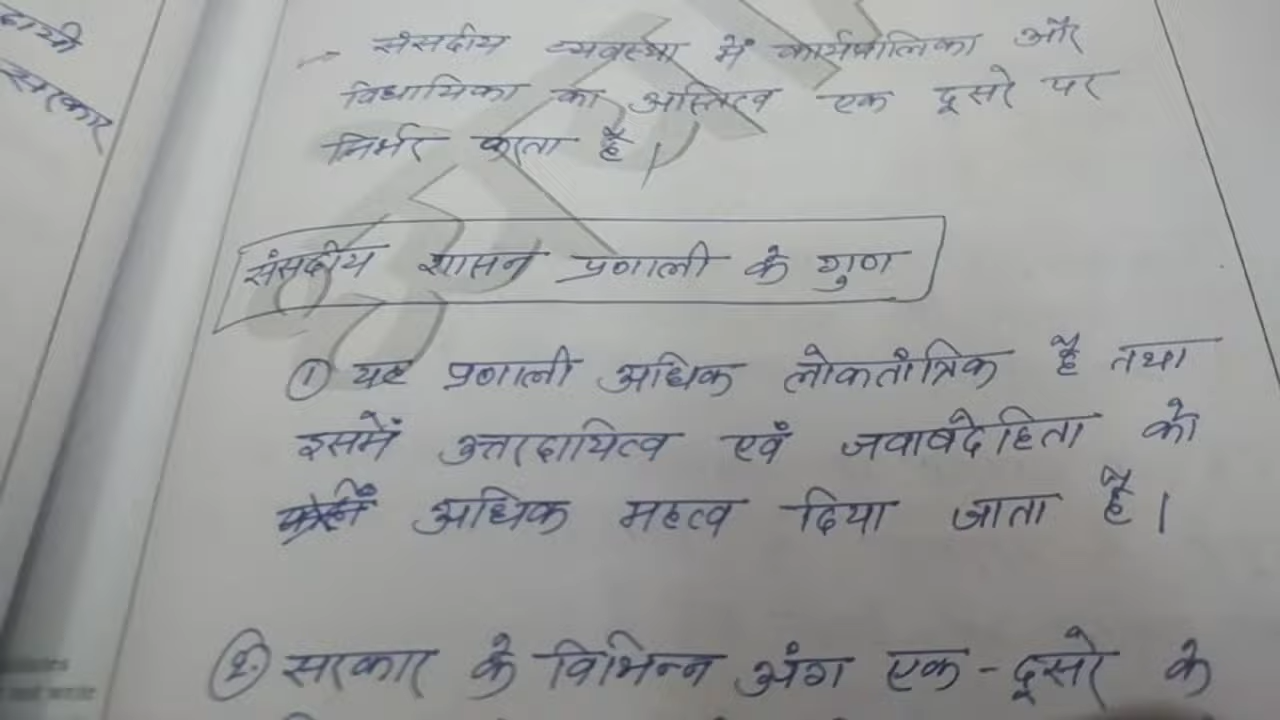 दायी
सरकार
- संसदीय व्यवस्था में कार्यपालिका और
विधायिका का अस्तित्व एक दूसरे पर
निर्भर करता है।
संसदीय शासन प्रणाली के गुण
① यह प्रणाली अधिक लोकतांत्रिक है तथा
इसमें उत्तरदायित्व एवं जवाबदेहिता को
अधिक महत्व दिया जाता है।
② सरकार के विभिन्न अंग एक-दूसरे के